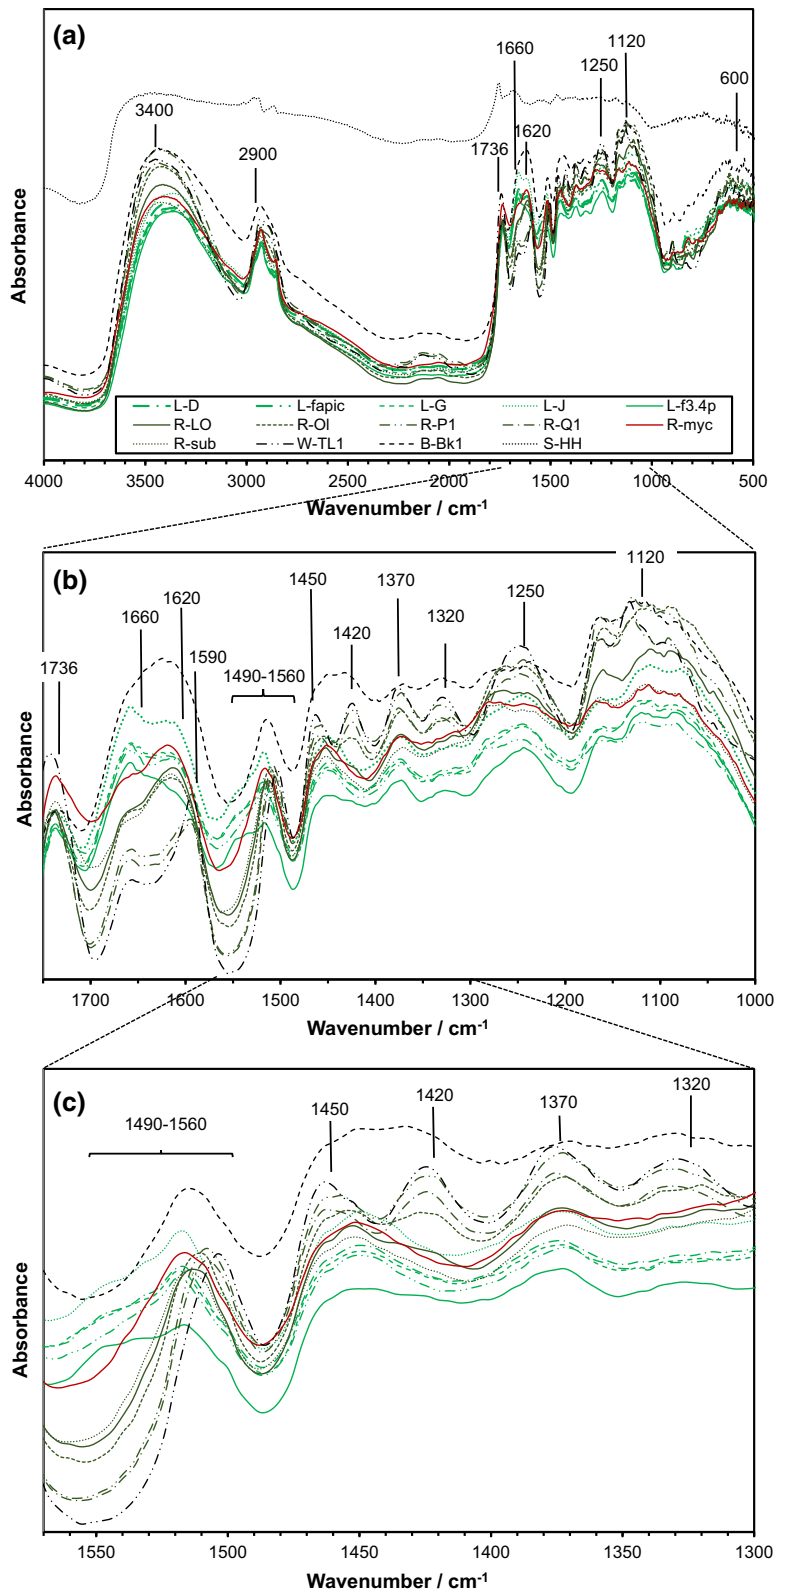 (a)
1660
1120
1250
600
3400
1736
1620
2900
Absorbance
L-D L-fapic L-G L-J L-f3.4p
R-LO R-Ol R-P1 R-Q1 R-myc
R-sub W-TL1 B-Bk1 S-HH
4000 3500 3000 2000 1500 1000 500
Wavenumber / cm-1
(b)
1120
1450
1370
1620
1250
1660
1320
1420
1590
1736
1490-1560
Absorbance
1700 1600 1500 1400 1300 1200 1100 1000
Wavenumber / cm-1
(c)
1320
1420
1370
1450
1490-1560
Absorbance
1550 1500 1450 1400 1350 1300
Wavenumber / cm-1